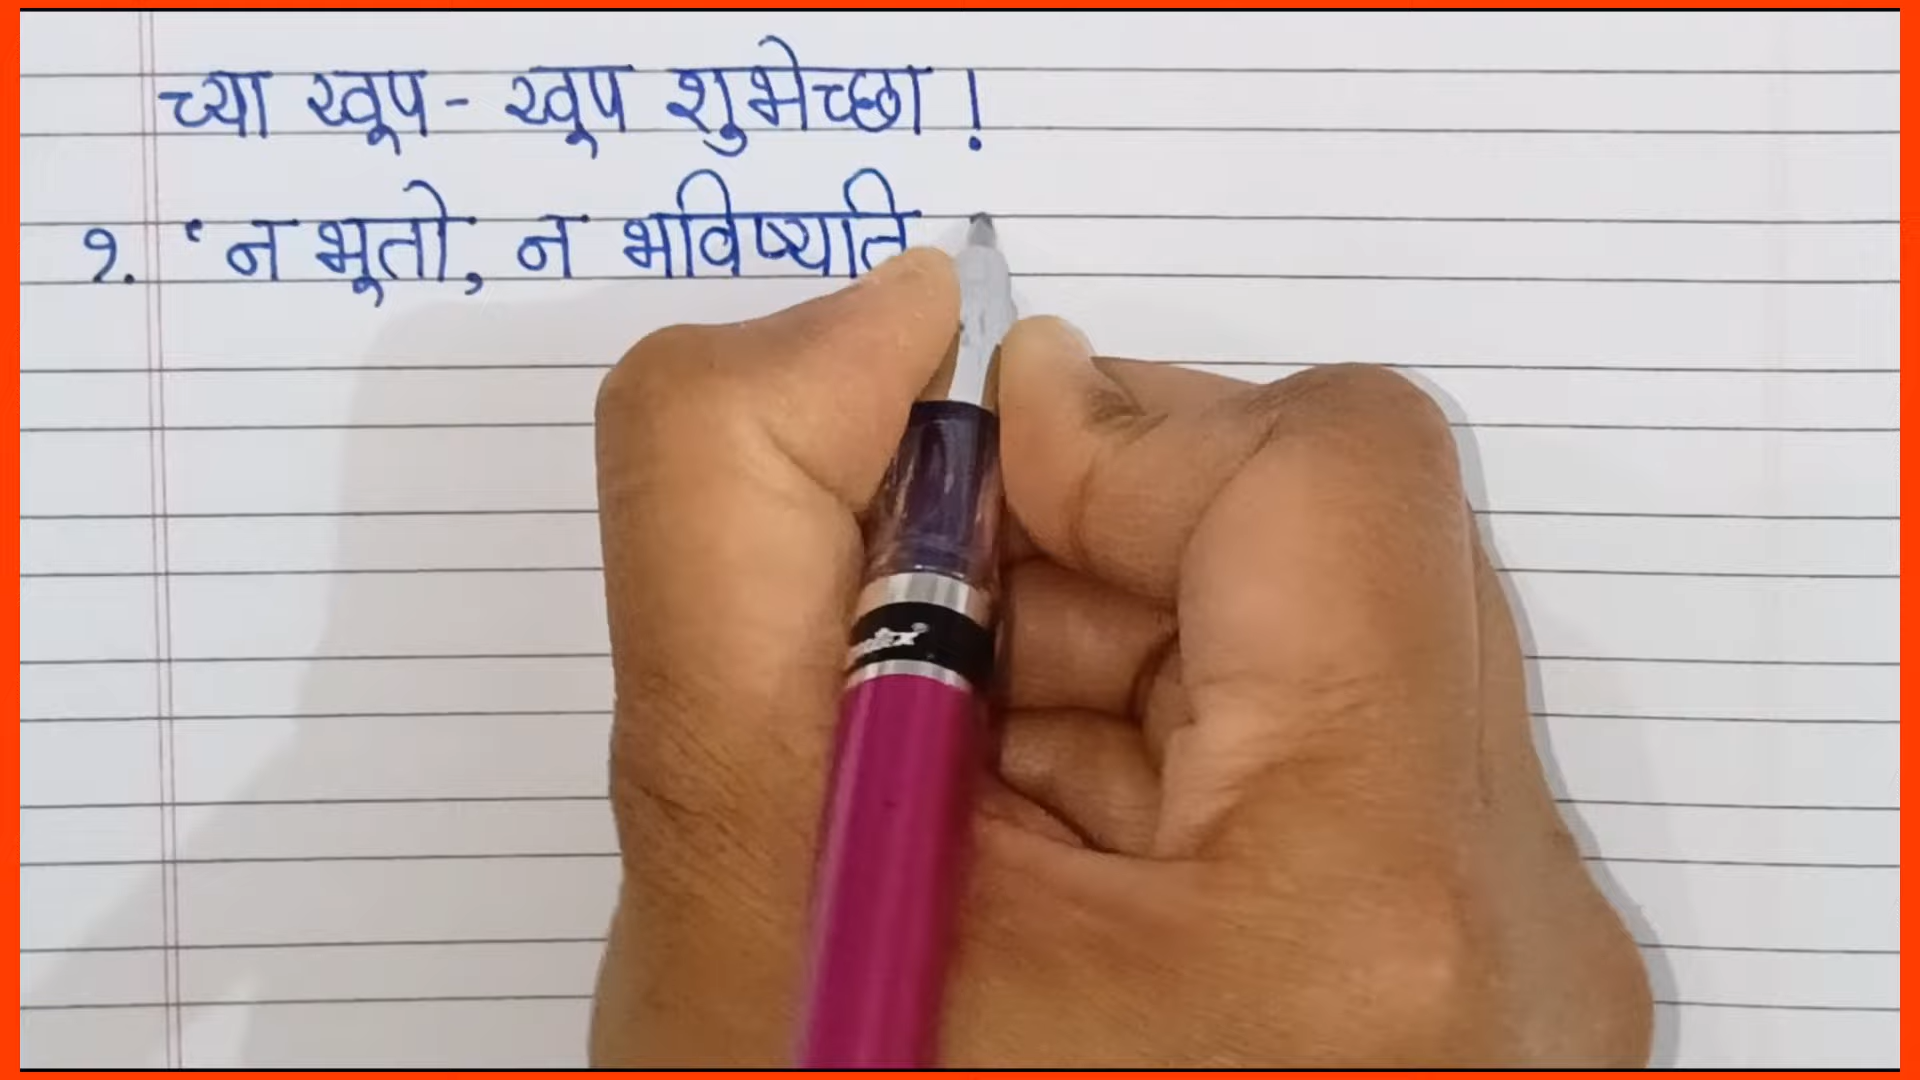 च्या खूप - खूप शुभेच्छा !
१. ‘ न भूतो, न भविष्यति